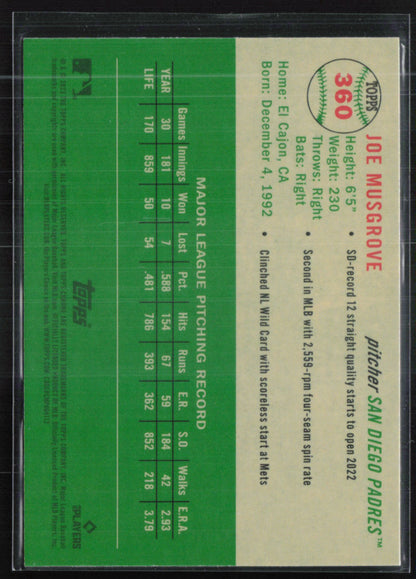 TOPPS
360
JOE MUSGROVE
pitcher SAN DIEGO PADRES™
Height: 6'5"
Weight: 230
Throws: Right
Bats: Right
Home: El Cajon, CA
Born: December 4, 1992
• SD-record 12 straight quality starts to open 2022
• Second in MLB with 2,559-rpm four-seam spin rate
• Clinched NL Wild Card with scoreless start at Mets
MAJOR LEAGUE PITCHING RECORD
Games Innings Won Lost Pct. Hits Runs E.R. S.O. Walks E.R.A.
YEAR 30 181 10 7 .588 154 67 59 184 42 2.93
LIFE 170 859 50 54 .481 786 393 362 852 218 3.79
topps
MLB PLAYERS